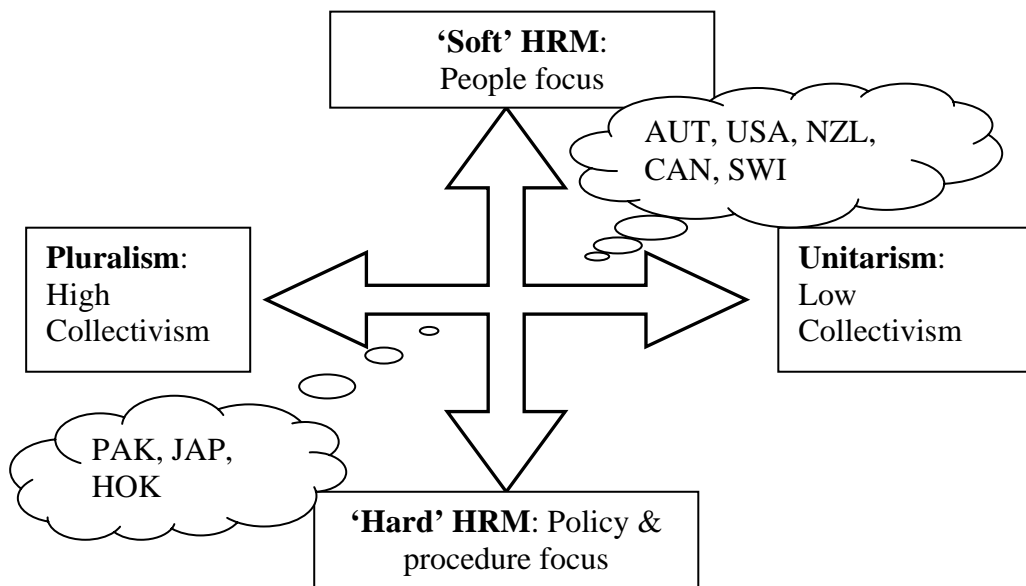 ‘Soft’ HRM:
People focus
AUT, USA, NZL,
CAN, SWI
Pluralism:
High
Collectivism
Unitarism:
Low
Collectivism
PAK, JAP,
HOK
‘Hard’ HRM: Policy &
procedure focus